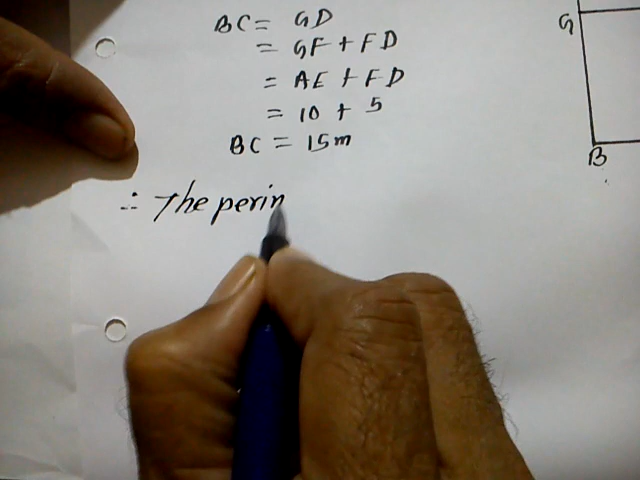 BC = GD
= GF + FD
= AE + FD
= 10 + 5
BC = 15m
∴ The perin
G
B